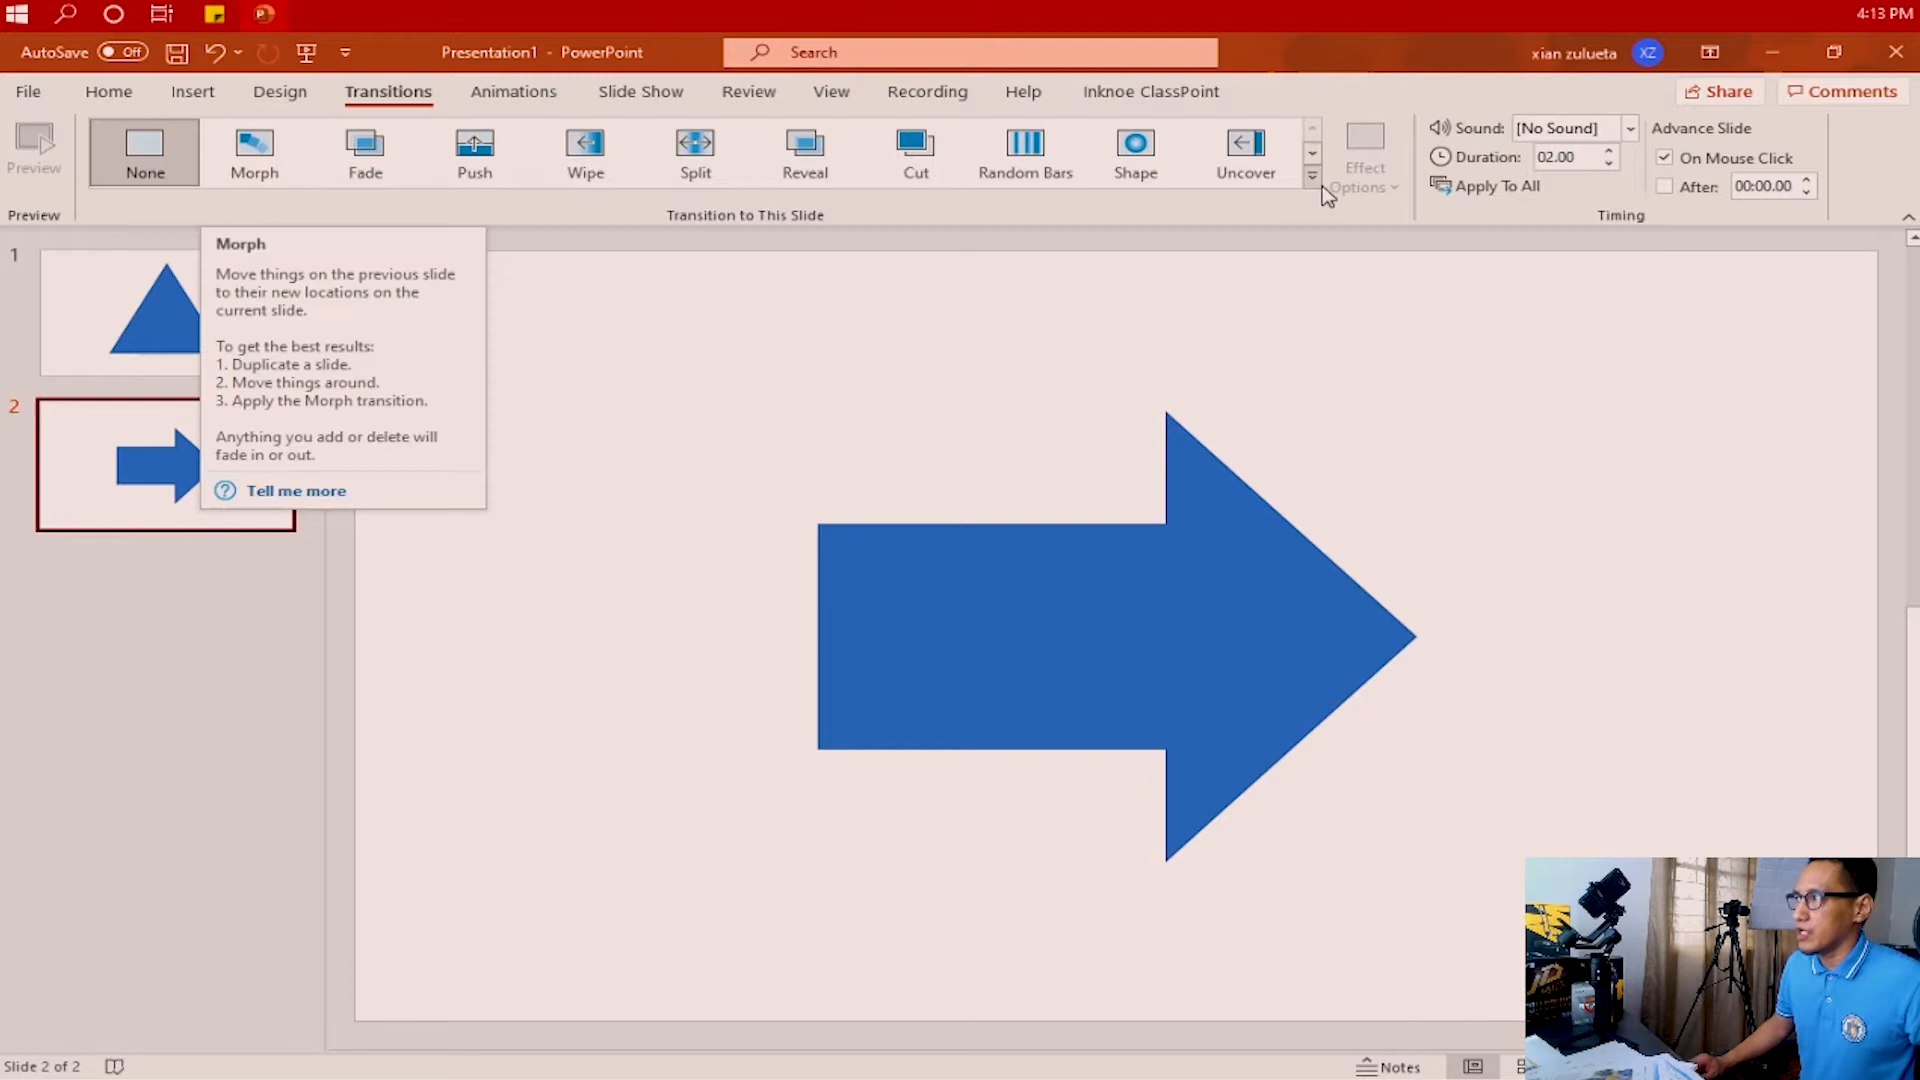 4:13 PM
AutoSave Off
Presentation1 - PowerPoint
Search
xian zulueta XZ
File Home Insert Design Transitions Animations Slide Show Review View Recording Help Inknoe ClassPoint
Share Comments
Preview
None Morph Fade Push Wipe Split Reveal Cut Random Bars Shape Uncover
Effect
Options
Sound: [No Sound]
Duration: 02.00
Apply To All
Advance Slide
On Mouse Click
After: 00:00.00
Preview
Transition to This Slide
Timing
1
2
Morph
Move things on the previous slide
to their new locations on the
current slide.
To get the best results:
1. Duplicate a slide.
2. Move things around.
3. Apply the Morph transition.
Anything you add or delete will
fade in or out.
Tell me more
Slide 2 of 2
Notes